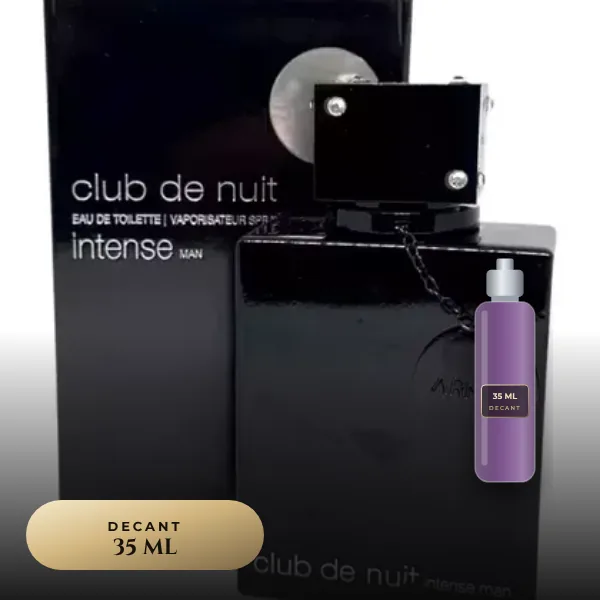 club de nuit
EAU DE TOILETTE | VAPORISATEUR
intense MAN
35 ML
DECANT
DECANT
35 ML
club de nuit intense man